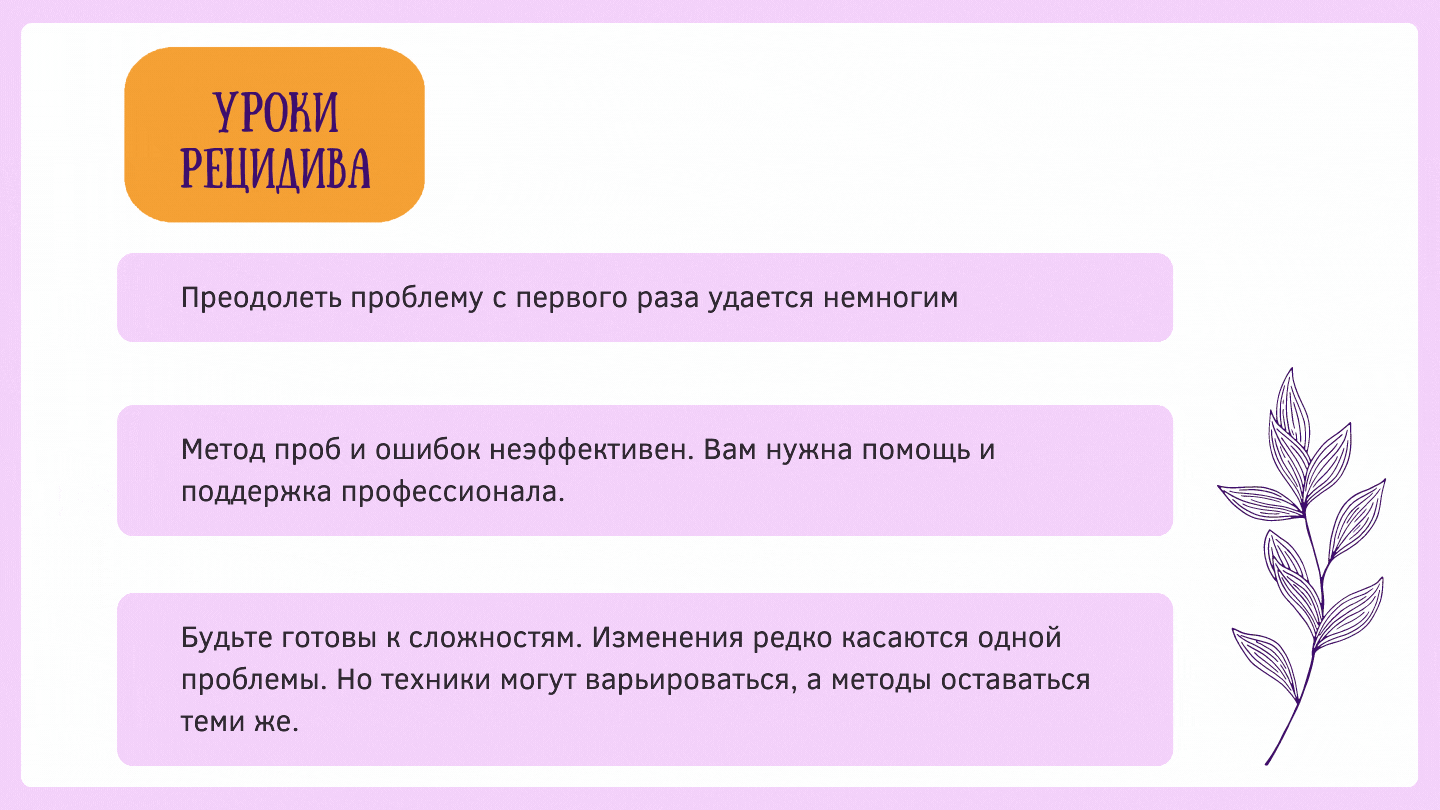 УРОКИ
РЕЦИДИВА
Преодолеть проблему с первого раза удается немногим
Метод проб и ошибок неэффективен. Вам нужна помощь и
поддержка профессионала.
Будьте готовы к сложностям. Изменения редко касаются одной
проблемы. Но техники могут варьироваться, а методы оставаться
теми же.